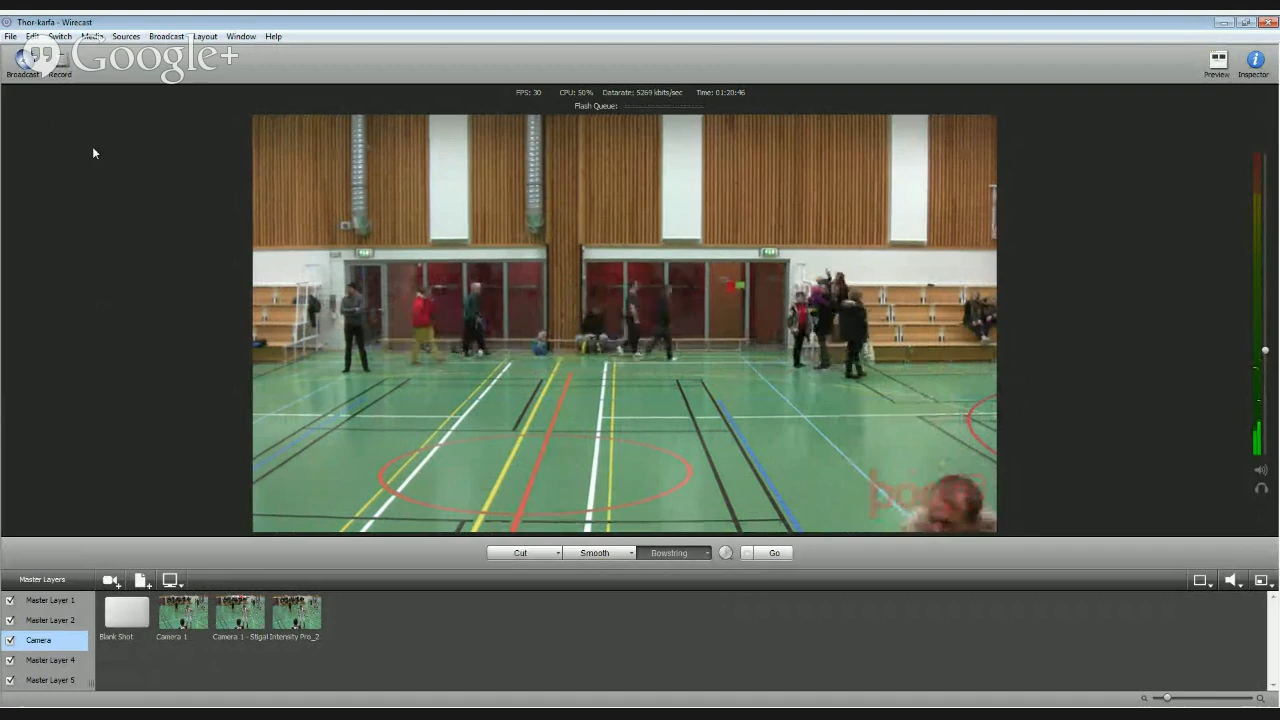 Thor-karfa - Wirecast
File Edit Switch Media Sources Broadcast Layout Window Help
Google+
Broadcast Record Preview Inspector
FPS: 30 CPU: 50% Datarate: 5269 kbits/sec Time: 01:20:46
Flash Queue:
Cut Smooth Bowstring Go
Master Layers
Master Layer 1
Master Layer 2
Camera
Master Layer 4
Master Layer 5
Blank Shot Camera 1 Camera 1 - Stigal Intensity Pro_2